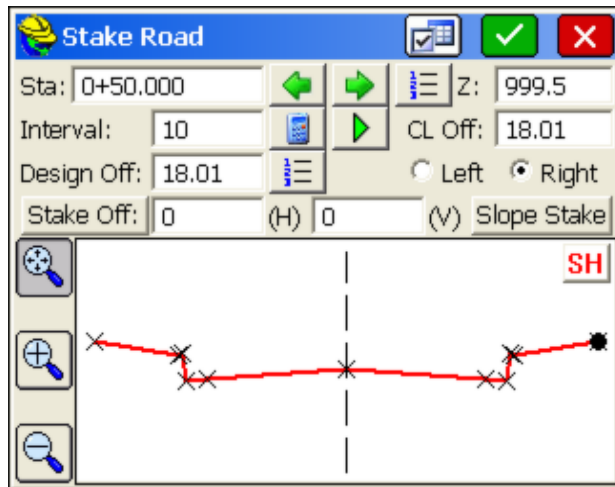 Stake Road
Sta: 0+50.000 Z: 999.5
Interval: 10 CL Off: 18.01
Design Off: 18.01 Left Right
Stake Off: 0 (H) 0 (V) Slope Stake
SH